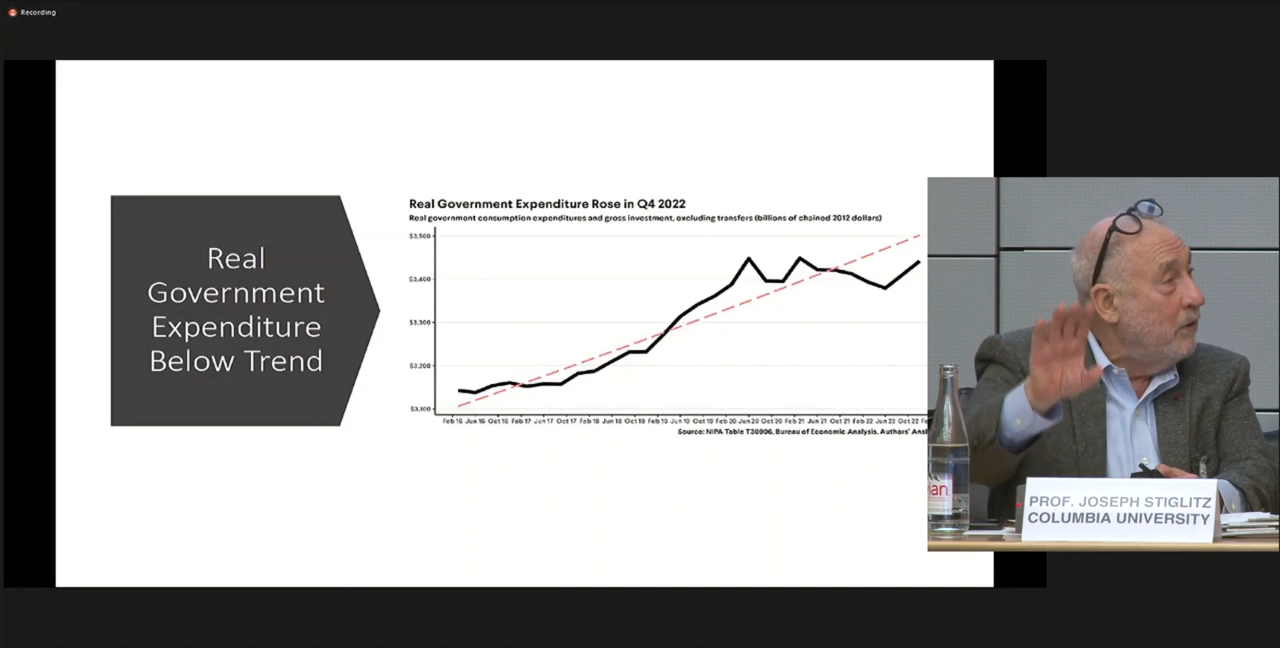 Recording
Real
Government
Expenditure
Below Trend
Real Government Expenditure Rose in Q4 2022
Real government consumption expenditures and gross investment, excluding transfers (billions of chained 2012 dollars)
$3,500
$3,400
$3,300
$3,200
$3,100
Feb 16 Jun 16 Oct 16 Feb 17 Jun 17 Oct 17 Feb 18 Jun 18 Oct 18 Feb 19 Jun 19 Oct 19 Feb 20 Jun 20 Oct 20 Feb 21 Jun 21 Oct 21 Feb 22 Jun 22 Oct 22
Source: NIPA Table T30906, Bureau of Economic Analysis. Authors' Anal
ian
PROF. JOSEPH STIGLITZ
COLUMBIA UNIVERSITY